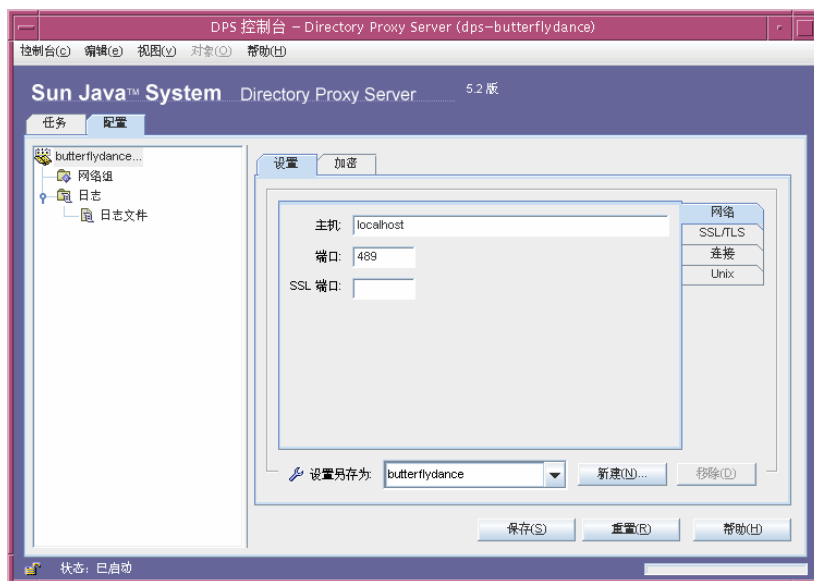 DPS 控制台 – Directory Proxy Server (dps–butterflydance)
控制台(c) 编辑(e) 视图(v) 对象(O) 帮助(H)
Sun Java™ System Directory Proxy Server 5.2 版
任务 配置
butterflydance...
网络组
日志
日志文件
设置 加密
主机: localhost
端口: 489
SSL 端口:
网络
SSL/TLS
连接
Unix
设置另存为: butterflydance 新建(N)... 移除(D)
保存(S) 重置(R) 帮助(H)
状态: 已启动